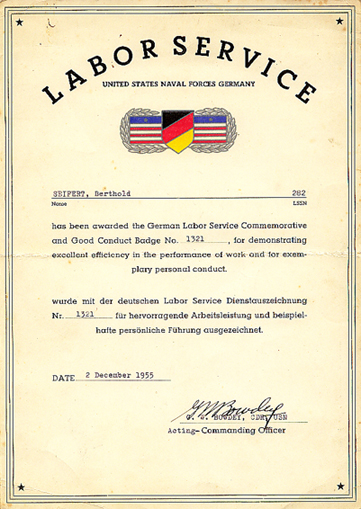 LABOR SERVICE
UNITED STATES NAVAL FORCES GERMANY
SEIFERT, Berthold 282
Name LSSN
has been awarded the German Labor Service Commemorative
and Good Conduct Badge No. 1321, for demonstrating
excellent efficiency in the performance of work and for exem-
plary personal conduct.
wurde mit der deutschen Labor Service Dienstauszeichnung
Nr. 1321 für hervorragende Arbeitsleistung und beispiel-
hafte persönliche Führung ausgezeichnet.
DATE 2 December 1955
BOWDEY, CDR, USN
Acting-Commanding Officer